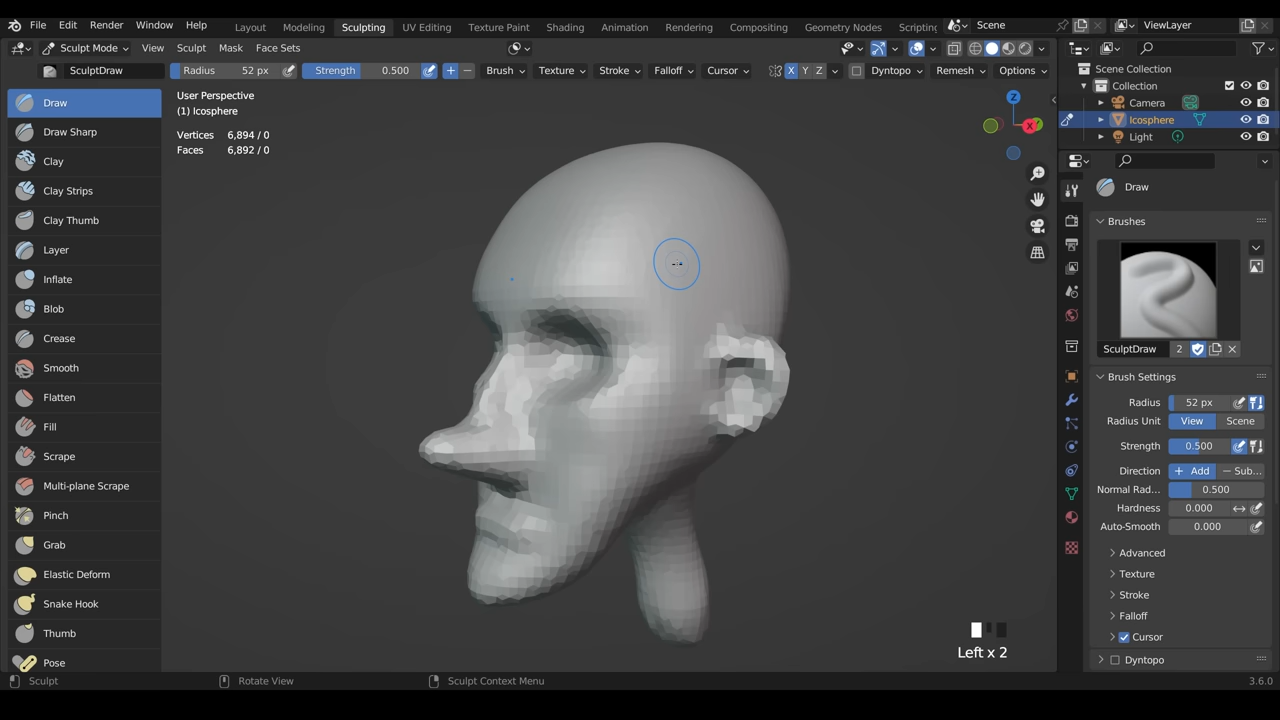 File Edit Render Window Help
Layout Modeling Sculpting UV Editing Texture Paint Shading Animation Rendering Compositing Geometry Nodes Scripting
Scene ViewLayer
Sculpt Mode View Sculpt Mask Face Sets
SculptDraw Radius 52 px Strength 0.500 + − Brush Texture Stroke Falloff Cursor X Y Z Dyntopo Remesh Options
Draw
Draw Sharp
Clay
Clay Strips
Clay Thumb
Layer
Inflate
Blob
Crease
Smooth
Flatten
Fill
Scrape
Multi-plane Scrape
Pinch
Grab
Elastic Deform
Snake Hook
Thumb
Pose
User Perspective
(1) Icosphere
Vertices 6,894 / 0
Faces 6,892 / 0
Z
X
Left x 2
Scene Collection
Collection
Camera
Icosphere
Light
Draw
Brushes
SculptDraw 2
Brush Settings
Radius 52 px
Radius Unit View Scene
Strength 0.500
Direction + Add − Sub...
Normal Rad... 0.500
Hardness 0.000
Auto-Smooth 0.000
Advanced
Texture
Stroke
Falloff
Cursor
Dyntopo
Sculpt Rotate View Sculpt Context Menu 3.6.0